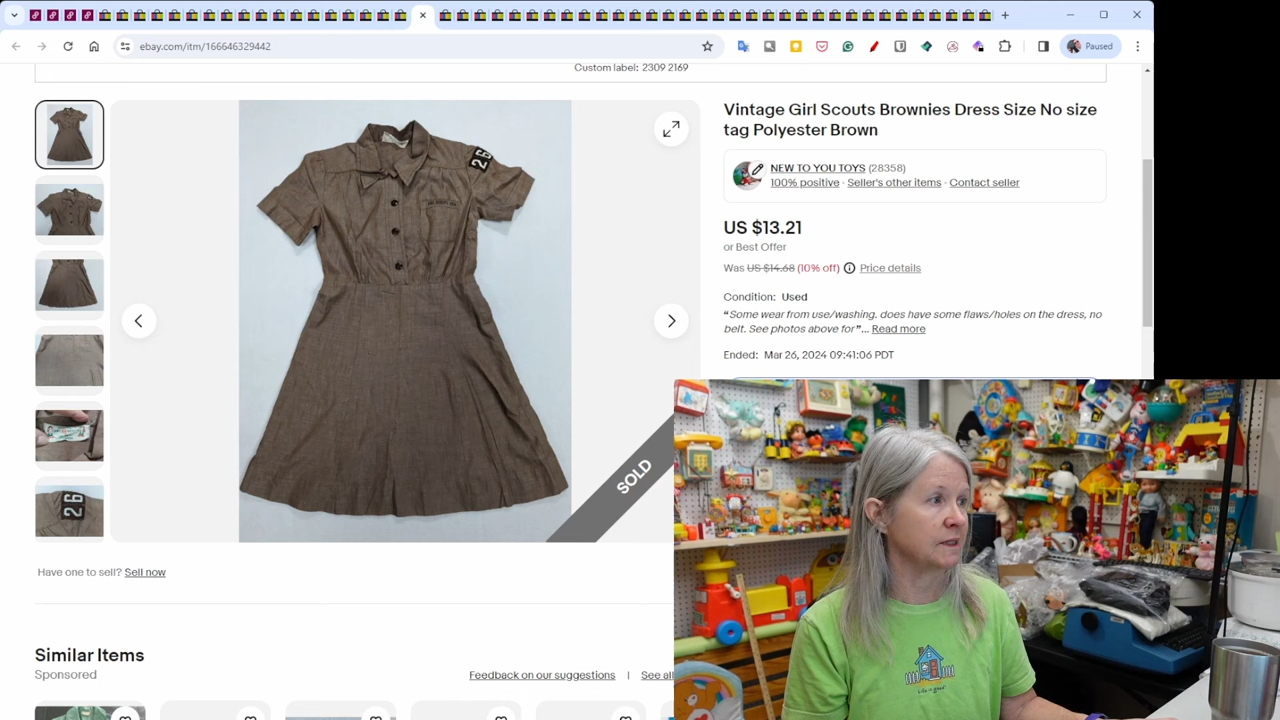 ebay.com/itm/166646329442
Paused
Custom label: 2309 2169
Vintage Girl Scouts Brownies Dress Size No size
tag Polyester Brown
NEW TO YOU TOYS (28358)
100% positive · Seller's other items · Contact seller
US $13.21
or Best Offer
Was US $14.68 (10% off) Price details
Condition: Used
“Some wear from use/washing. does have some flaws/holes on the dress, no
belt. See photos above for”... Read more
Ended: Mar 26, 2024 09:41:06 PDT
26
26
SOLD
Have one to sell? Sell now
Similar Items
Sponsored
Feedback on our suggestions | See all
Life is good